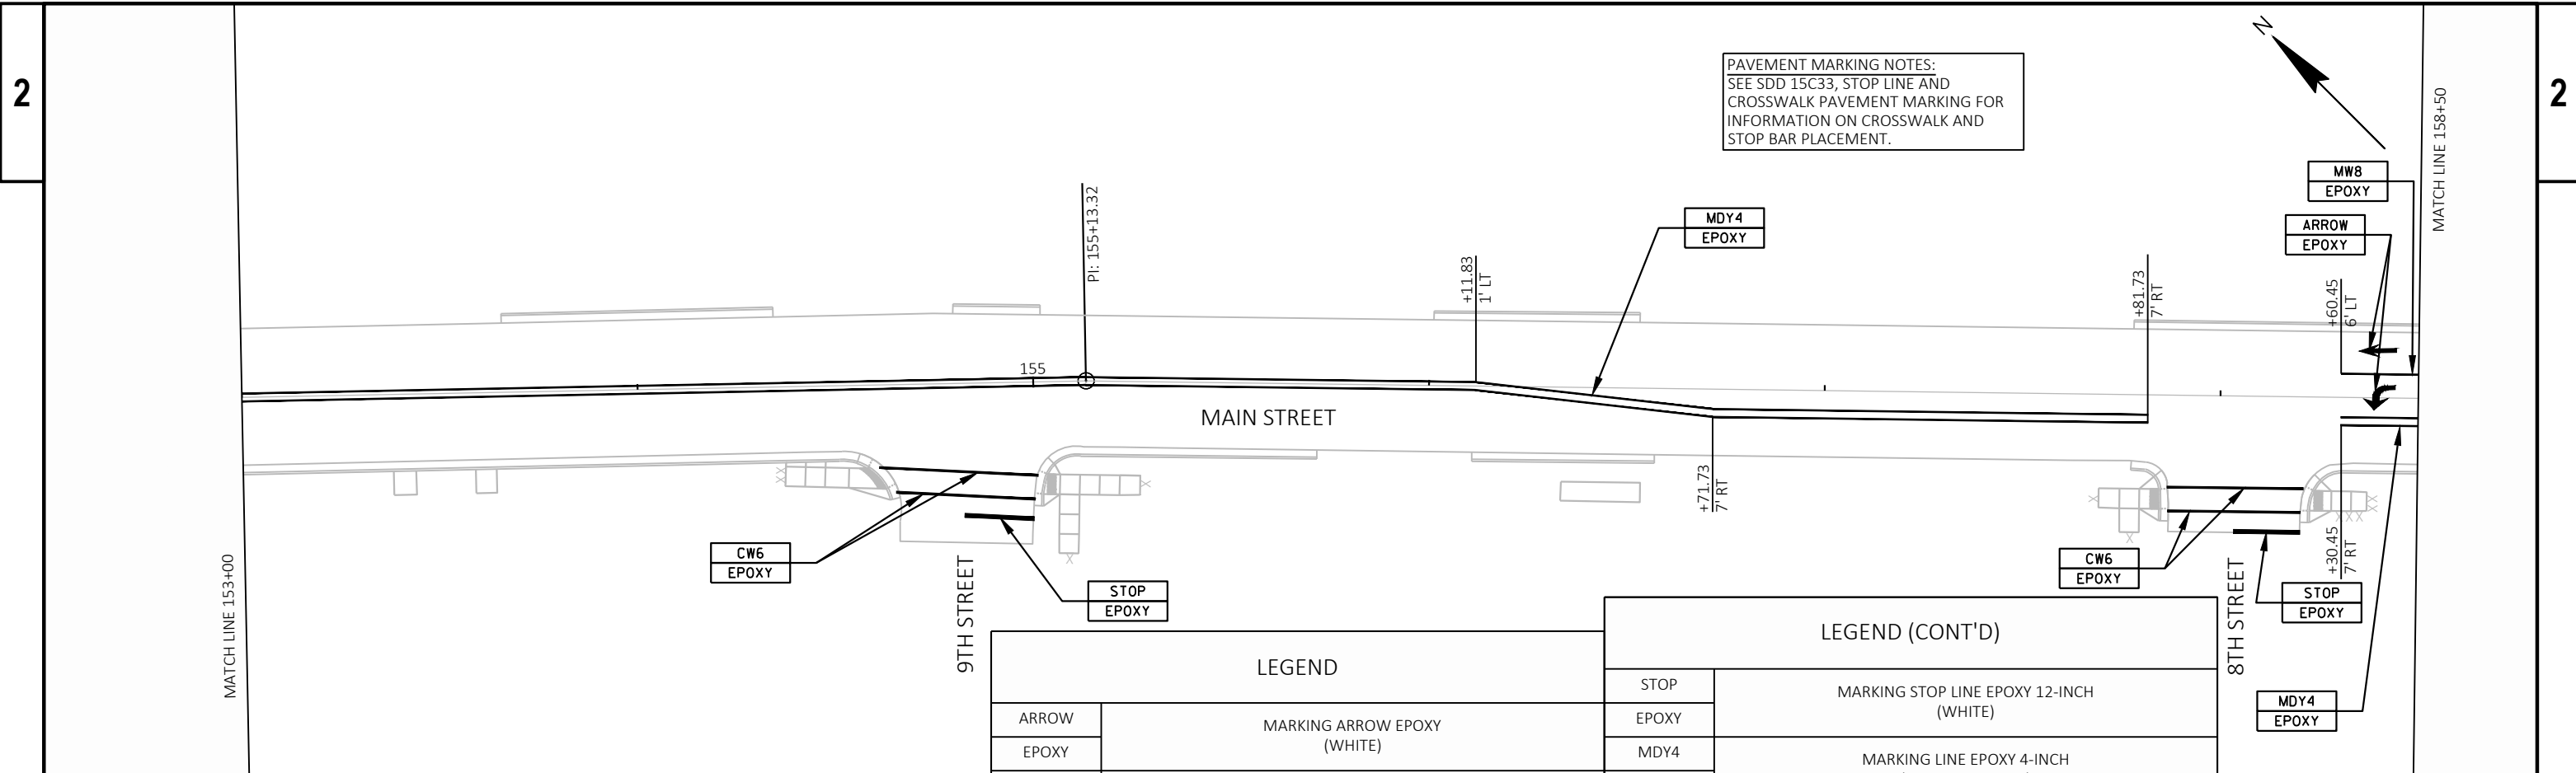 2
2
N
PAVEMENT MARKING NOTES:
SEE SDD 15C33, STOP LINE AND
CROSSWALK PAVEMENT MARKING FOR
INFORMATION ON CROSSWALK AND
STOP BAR PLACEMENT.
MATCH LINE 158+50
MW8
EPOXY
ARROW
EPOXY
MDY4
EPOXY
PI: 155+13.32
+11.83
1' LT
+81.73
7' RT
+60.45
6' LT
155
MAIN STREET
+71.73
7' RT
+30.45
7' RT
MATCH LINE 153+00
CW6
EPOXY
STOP
EPOXY
9TH STREET
CW6
EPOXY
STOP
EPOXY
8TH STREET
MDY4
EPOXY
LEGEND
ARROW
EPOXY
MARKING ARROW EPOXY
(WHITE)
LEGEND (CONT'D)
STOP
EPOXY
MARKING STOP LINE EPOXY 12-INCH
(WHITE)
MDY4
MARKING LINE EPOXY 4-INCH